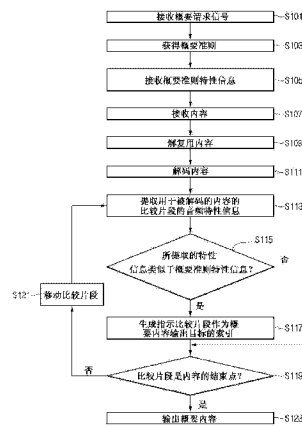 接收概要请求信号
S101
获得概要准则
S103
接收概要准则特性信息
S105
接收内容
S107
解复用内容
S109
解码内容
S111
提取用于被解码的内容的
比较片段的音频特性信息
S113
所提取的特性
信息类似于概要准则特性信息?
S115
否
是
S121
移动比较片段
生成指示比较片段作为概
要内容输出目标的索引
S117
否
比较片段是内容的结束点?
S119
是
输出概要内容
S123